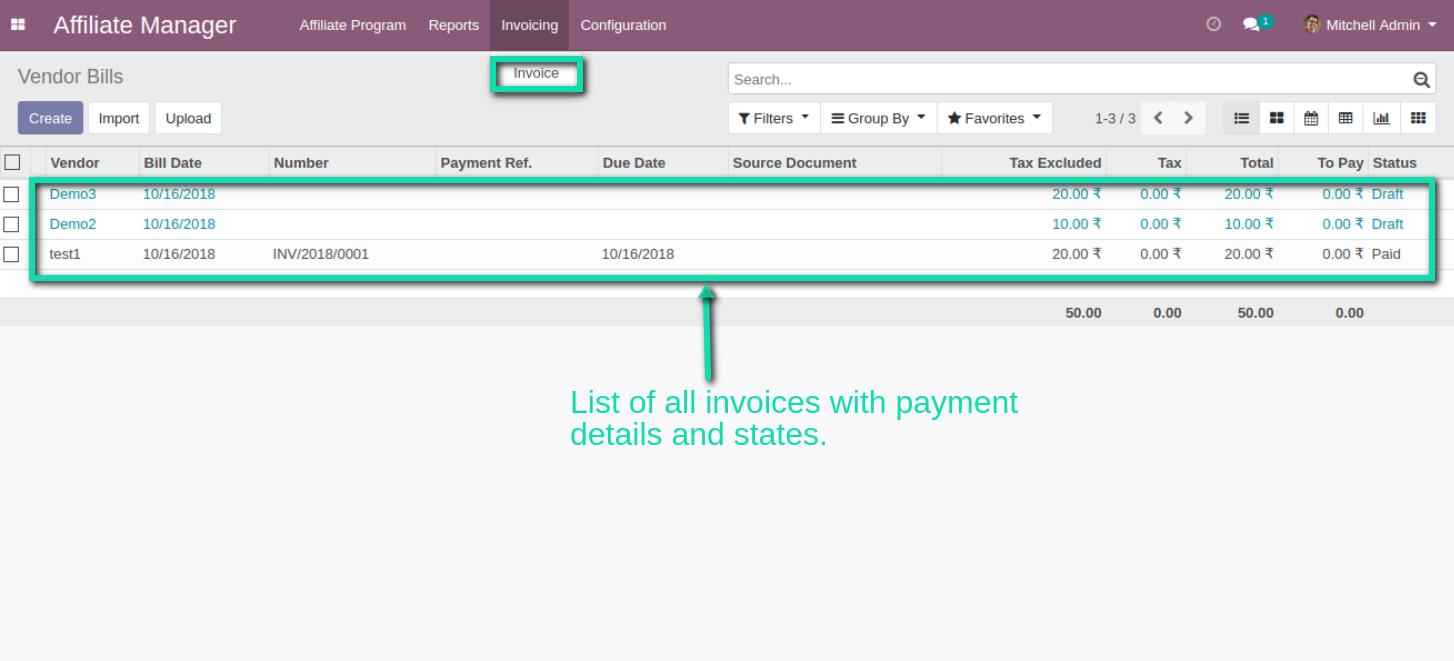 Affiliate Manager Affiliate Program Reports Invoicing Configuration 1 Mitchell Admin
Vendor Bills Invoice Search...
Create Import Upload Filters Group By Favorites 1-3 / 3
Vendor Bill Date Number Payment Ref. Due Date Source Document Tax Excluded Tax Total To Pay Status
Demo3 10/16/2018 20.00 ₹ 0.00 ₹ 20.00 ₹ 0.00 ₹ Draft
Demo2 10/16/2018 10.00 ₹ 0.00 ₹ 10.00 ₹ 0.00 ₹ Draft
test1 10/16/2018 INV/2018/0001 10/16/2018 20.00 ₹ 0.00 ₹ 20.00 ₹ 0.00 ₹ Paid
50.00 0.00 50.00 0.00
List of all invoices with payment
details and states.